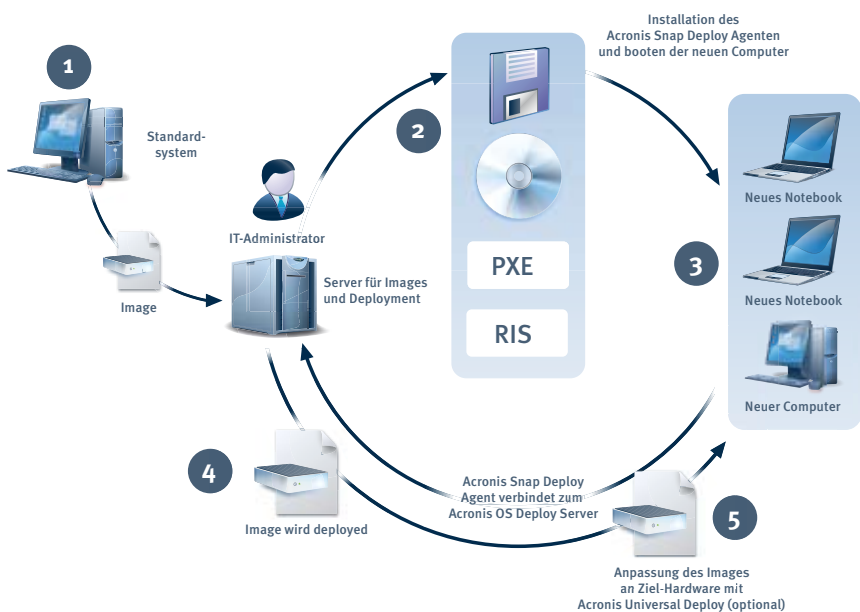 1
Standard-
system
Image
IT-Administrator
Server für Images
und Deployment
2
PXE
RIS
Installation des
Acronis Snap Deploy Agenten
und booten der neuen Computer
3
Neues Notebook
Neues Notebook
Neuer Computer
Acronis Snap Deploy
Agent verbindet zum
Acronis OS Deploy Server
4
Image wird deployed
5
Anpassung des Images
an Ziel-Hardware mit
Acronis Universal Deploy (optional)